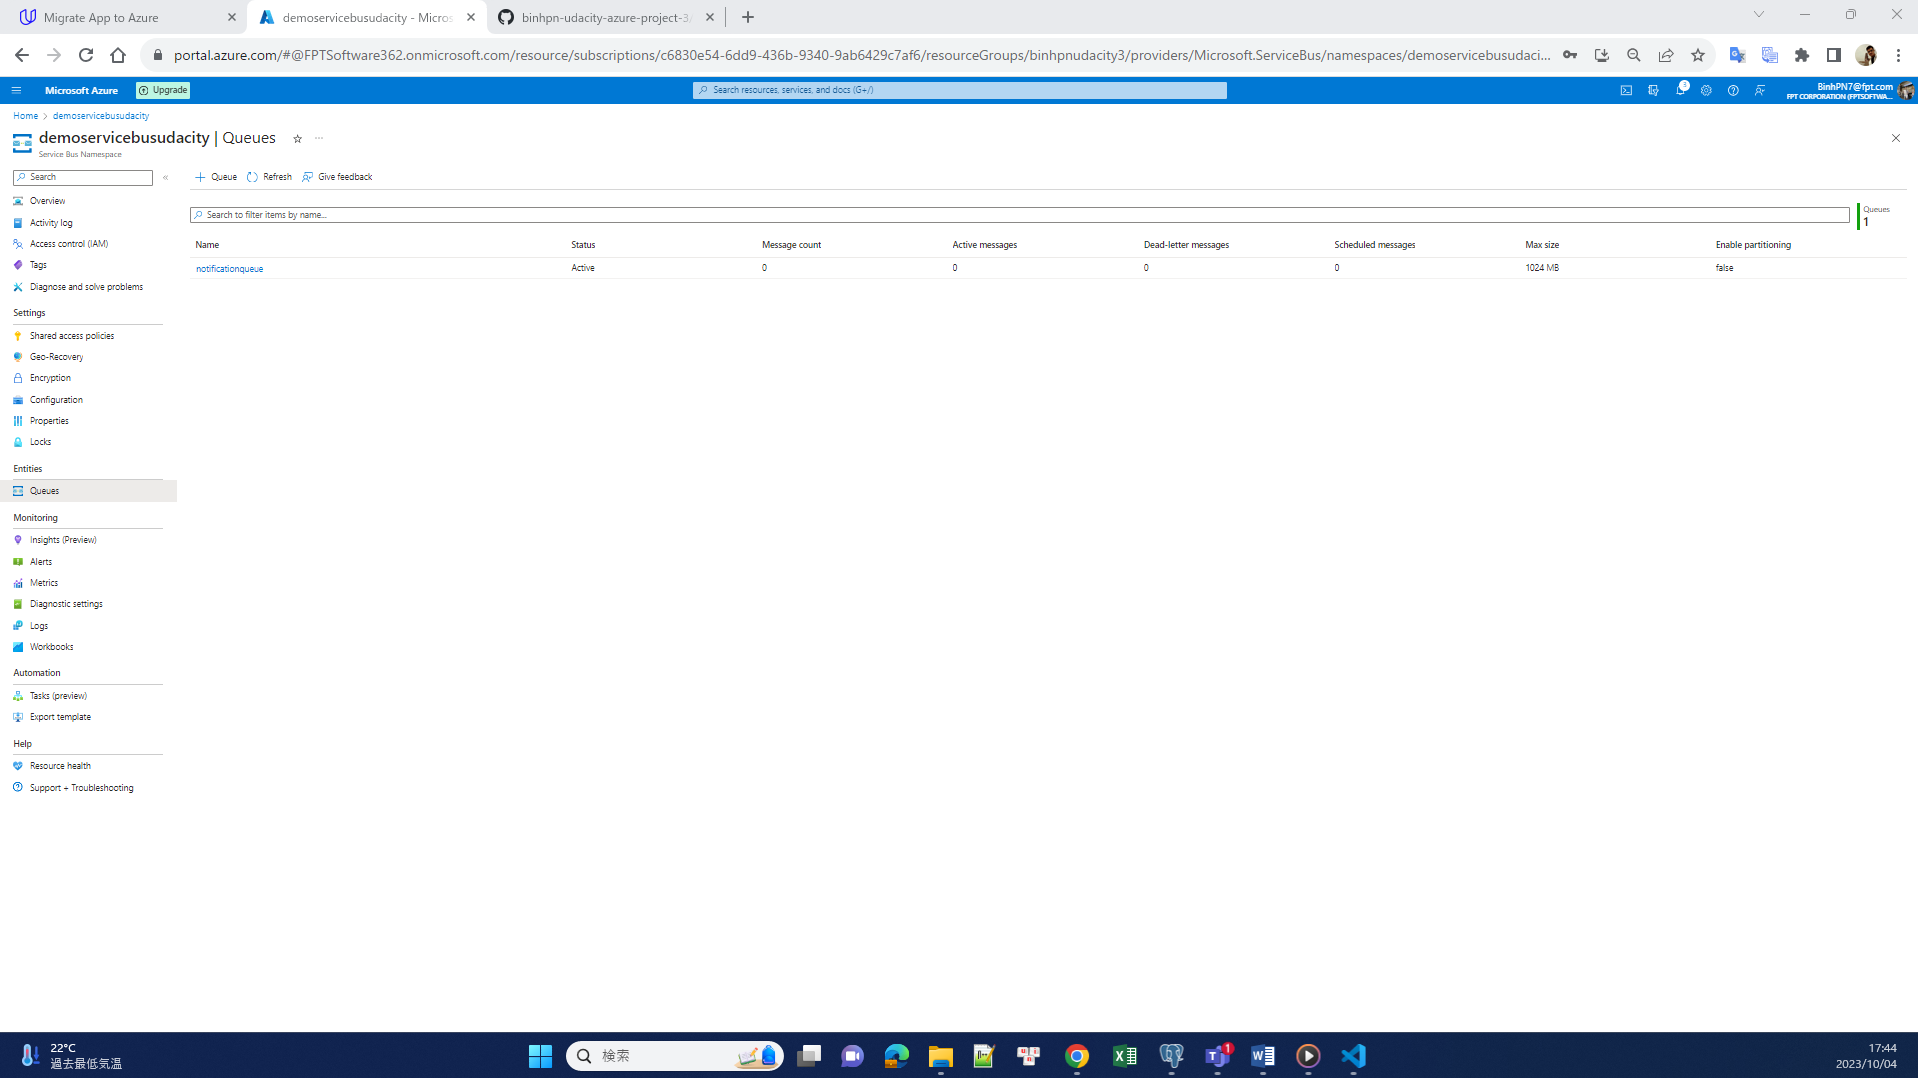 Migrate App to Azure
demoservicebusudacity - Micros
binhpn-udacity-azure-project-3/
portal.azure.com/#@FPTSoftware362.onmicrosoft.com/resource/subscriptions/c6830e54-6dd9-436b-9340-9ab6429c7af6/resourceGroups/binhpnudacity3/providers/Microsoft.ServiceBus/namespaces/demoservicebusudaci...
Microsoft Azure
Upgrade
Search resources, services, and docs (G+/)
3
BinhPN7@fpt.com
FPT CORPORATION (FPTSOFTWA...
Home
demoservicebusudacity
demoservicebusudacity | Queues
Service Bus Namespace
Search
Queue
Refresh
Give feedback
Overview
Activity log
Access control (IAM)
Tags
Diagnose and solve problems
Settings
Shared access policies
Geo-Recovery
Encryption
Configuration
Properties
Locks
Entities
Queues
Monitoring
Insights (Preview)
Alerts
Metrics
Diagnostic settings
Logs
Workbooks
Automation
Tasks (preview)
Export template
Help
Resource health
Support + Troubleshooting
Search to filter items by name...
Queues
1
Name Status Message count Active messages Dead-letter messages Scheduled messages Max size Enable partitioning
notificationqueue Active 0 0 0 0 1024 MB false
22°C
過去最低気温
検索
1
17:44
2023/10/04